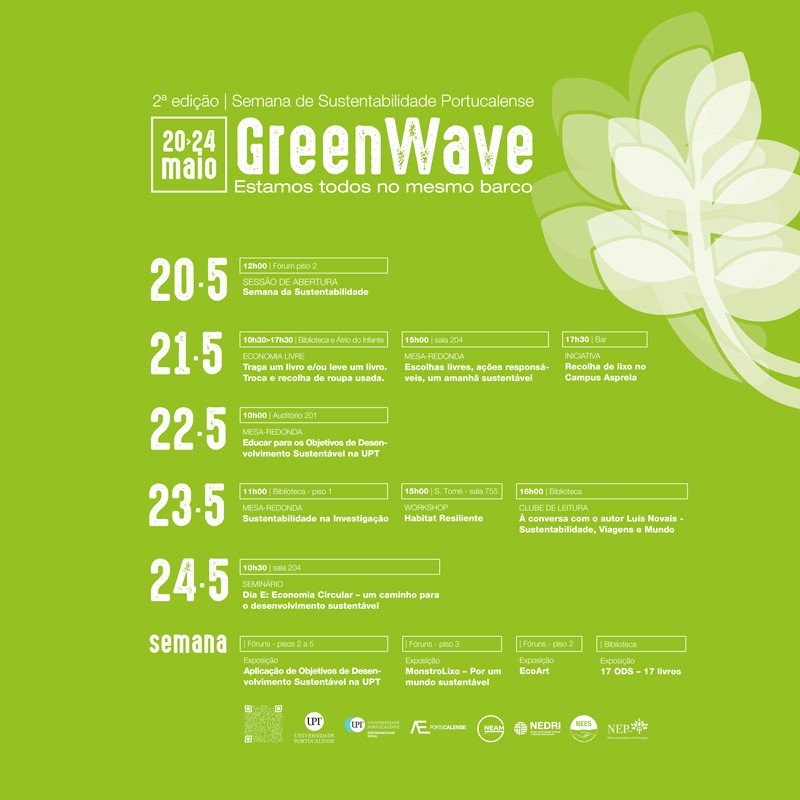 2ª edição | Semana de Sustentabilidade Portucalense
20>24
maio
GreenWave
Estamos todos no mesmo barco
20·5
12h00 | Fórum piso 2
SESSÃO DE ABERTURA
Semana da Sustentabilidade
21·5
10h30>17h30 | Biblioteca e Átrio do Infante
ECONOMIA LIVRE
Traga um livro e/ou leve um livro.
Troca e recolha de roupa usada.
15h00 | sala 204
MESA-REDONDA
Escolhas livres, ações responsá-
veis, um amanhã sustentável
17h30 | Bar
INICIATIVA
Recolha de lixo no
Campus Asprela
22·5
10h00 | Auditório 201
MESA-REDONDA
Educar para os Objetivos de Desen-
volvimento Sustentável na UPT
23·5
11h00 | Biblioteca - piso 1
MESA-REDONDA
Sustentabilidade na Investigação
15h00 | S. Tomé - sala 755
WORKSHOP
Habitat Resiliente
16h00 | Biblioteca
CLUBE DE LEITURA
À conversa com o autor Luís Novais -
Sustentabilidade, Viagens e Mundo
24·5
10h30 | sala 204
SEMINÁRIO
Dia E: Economia Circular – um caminho para
o desenvolvimento sustentável
semana
| Fóruns - pisos 2 a 5
Exposição
Aplicação de Objetivos de Desen-
volvimento Sustentável na UPT
| Fóruns - piso 3
Exposição
MonstroLixo – Por um
mundo sustentável
| Fóruns - piso 2
Exposição
EcoArt
| Biblioteca
Exposição
17 ODS – 17 livros
UPT
UNIVERSIDADE
PORTUCALENSE
UPT
UNIVERSIDADE
PORTUCALENSE
AE PORTUCALENSE
NEAM
NEDRI
NEES
NEP